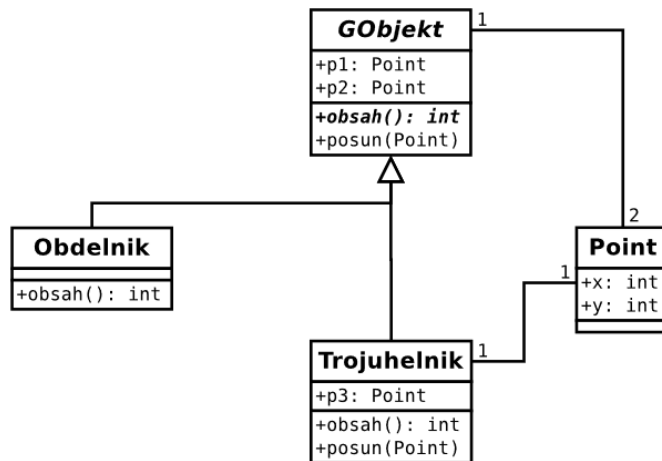 GObjekt
+p1: Point
+p2: Point
+obsah(): int
+posun(Point)
1
2
Obdelnik
+obsah(): int
Point
+x: int
+y: int
1
1
Trojuhelnik
+p3: Point
+obsah(): int
+posun(Point)